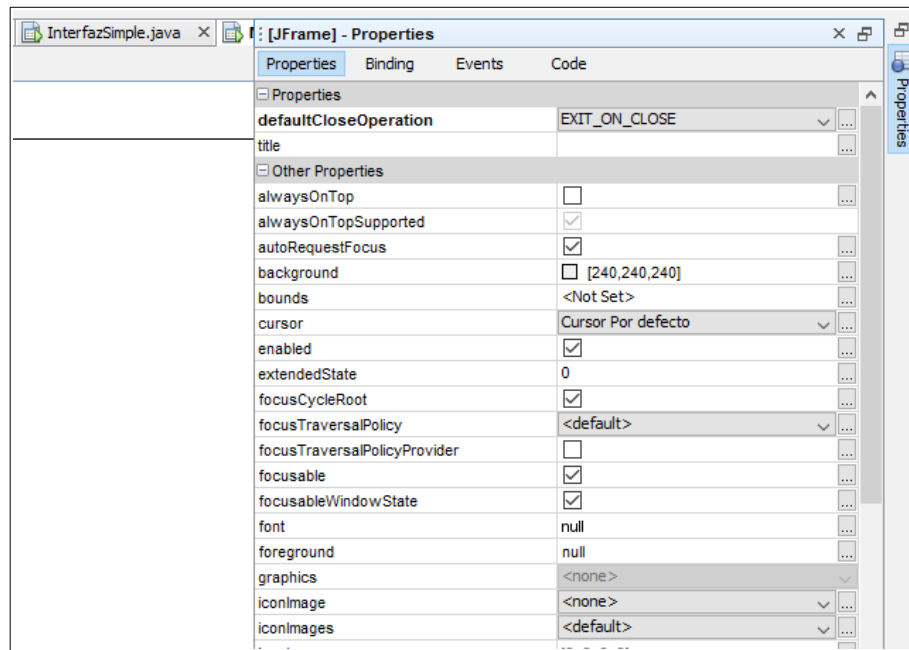 InterfazSimple.java
[JFrame] - Properties
Properties Binding Events Code
Properties
Properties
defaultCloseOperation EXIT_ON_CLOSE ...
title ...
Other Properties
alwaysOnTop ...
alwaysOnTopSupported
autoRequestFocus ...
background [240,240,240] ...
bounds <Not Set> ...
cursor Cursor Por defecto ...
enabled ...
extendedState 0 ...
focusCycleRoot ...
focusTraversalPolicy <default> ...
focusTraversalPolicyProvider ...
focusable ...
focusableWindowState ...
font null ...
foreground null ...
graphics <none>
iconImage <none> ...
iconImages <default> ...